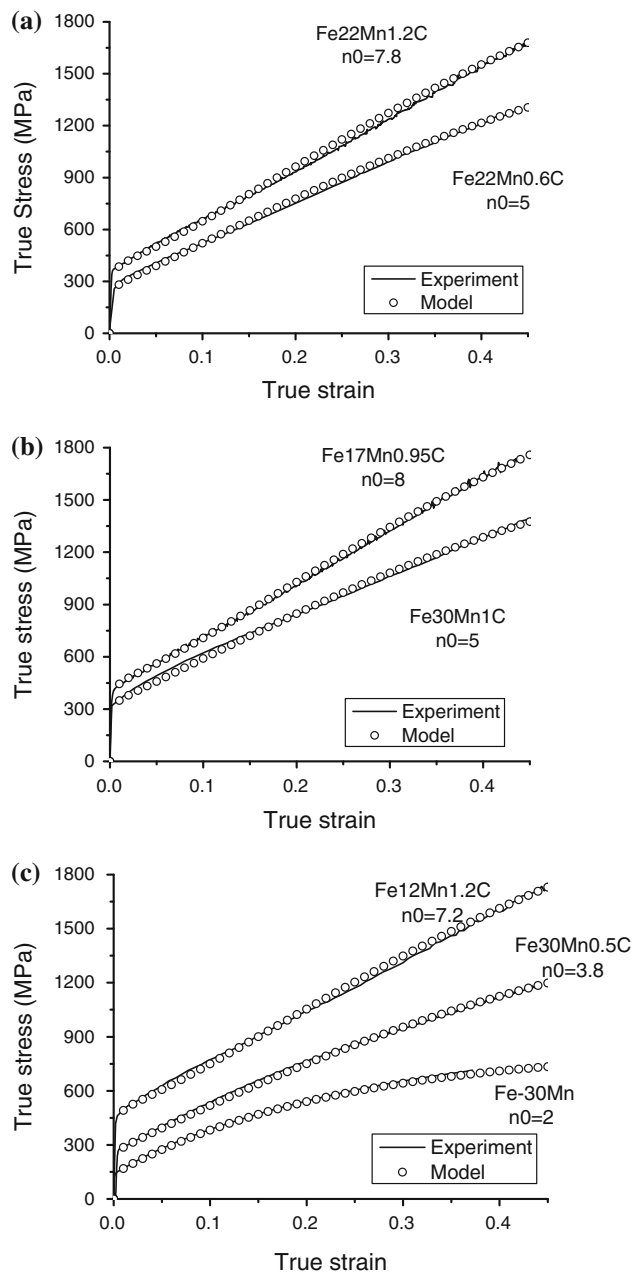 (a)
1800
1500
1200
900
600
300
0
True Stress (MPa)
Fe22Mn1.2C
n0=7.8
Fe22Mn0.6C
n0=5
Experiment
Model
0.0 0.1 0.2 0.3 0.4
True strain
(b)
1800
1500
1200
900
600
300
0
True stress (MPa)
Fe17Mn0.95C
n0=8
Fe30Mn1C
n0=5
Experiment
Model
0.0 0.1 0.2 0.3 0.4
True strain
(c)
1800
1500
1200
900
600
300
0
True stress (MPa)
Fe12Mn1.2C
n0=7.2
Fe30Mn0.5C
n0=3.8
Fe-30Mn
n0=2
Experiment
Model
0.0 0.1 0.2 0.3 0.4
True strain